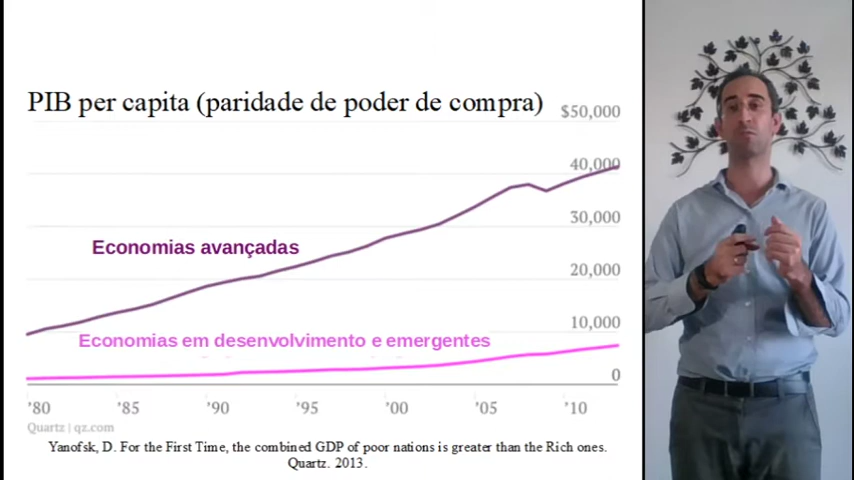 PIB per capita (paridade de poder de compra)
$50,000
40,000
30,000
Economias avançadas
20,000
10,000
Economias em desenvolvimento e emergentes
0
'80 '85 '90 '95 '00 '05 '10
Quartz | qz.com
Yanofsk, D. For the First Time, the combined GDP of poor nations is greater than the Rich ones.
Quartz. 2013.